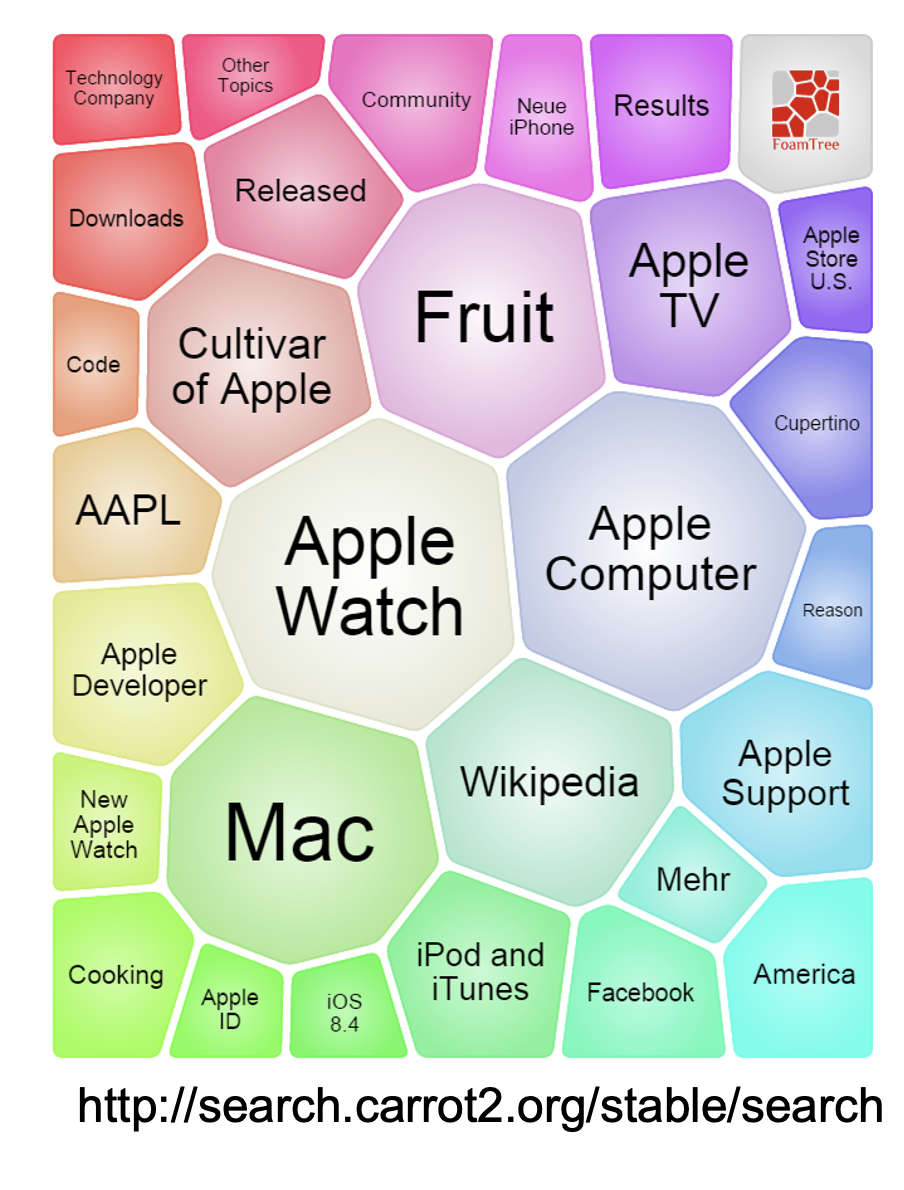 Technology
Company
Other
Topics
Community
Neue
iPhone
Results
FoamTree
Downloads
Released
Fruit
Apple
TV
Apple
Store
U.S.
Code
Cultivar
of Apple
Cupertino
AAPL
Apple
Watch
Apple
Computer
Reason
Apple
Developer
Mac
Wikipedia
Apple
Support
New
Apple
Watch
Mehr
Cooking
Apple
ID
iOS
8.4
iPod and
iTunes
Facebook
America
http://search.carrot2.org/stable/search